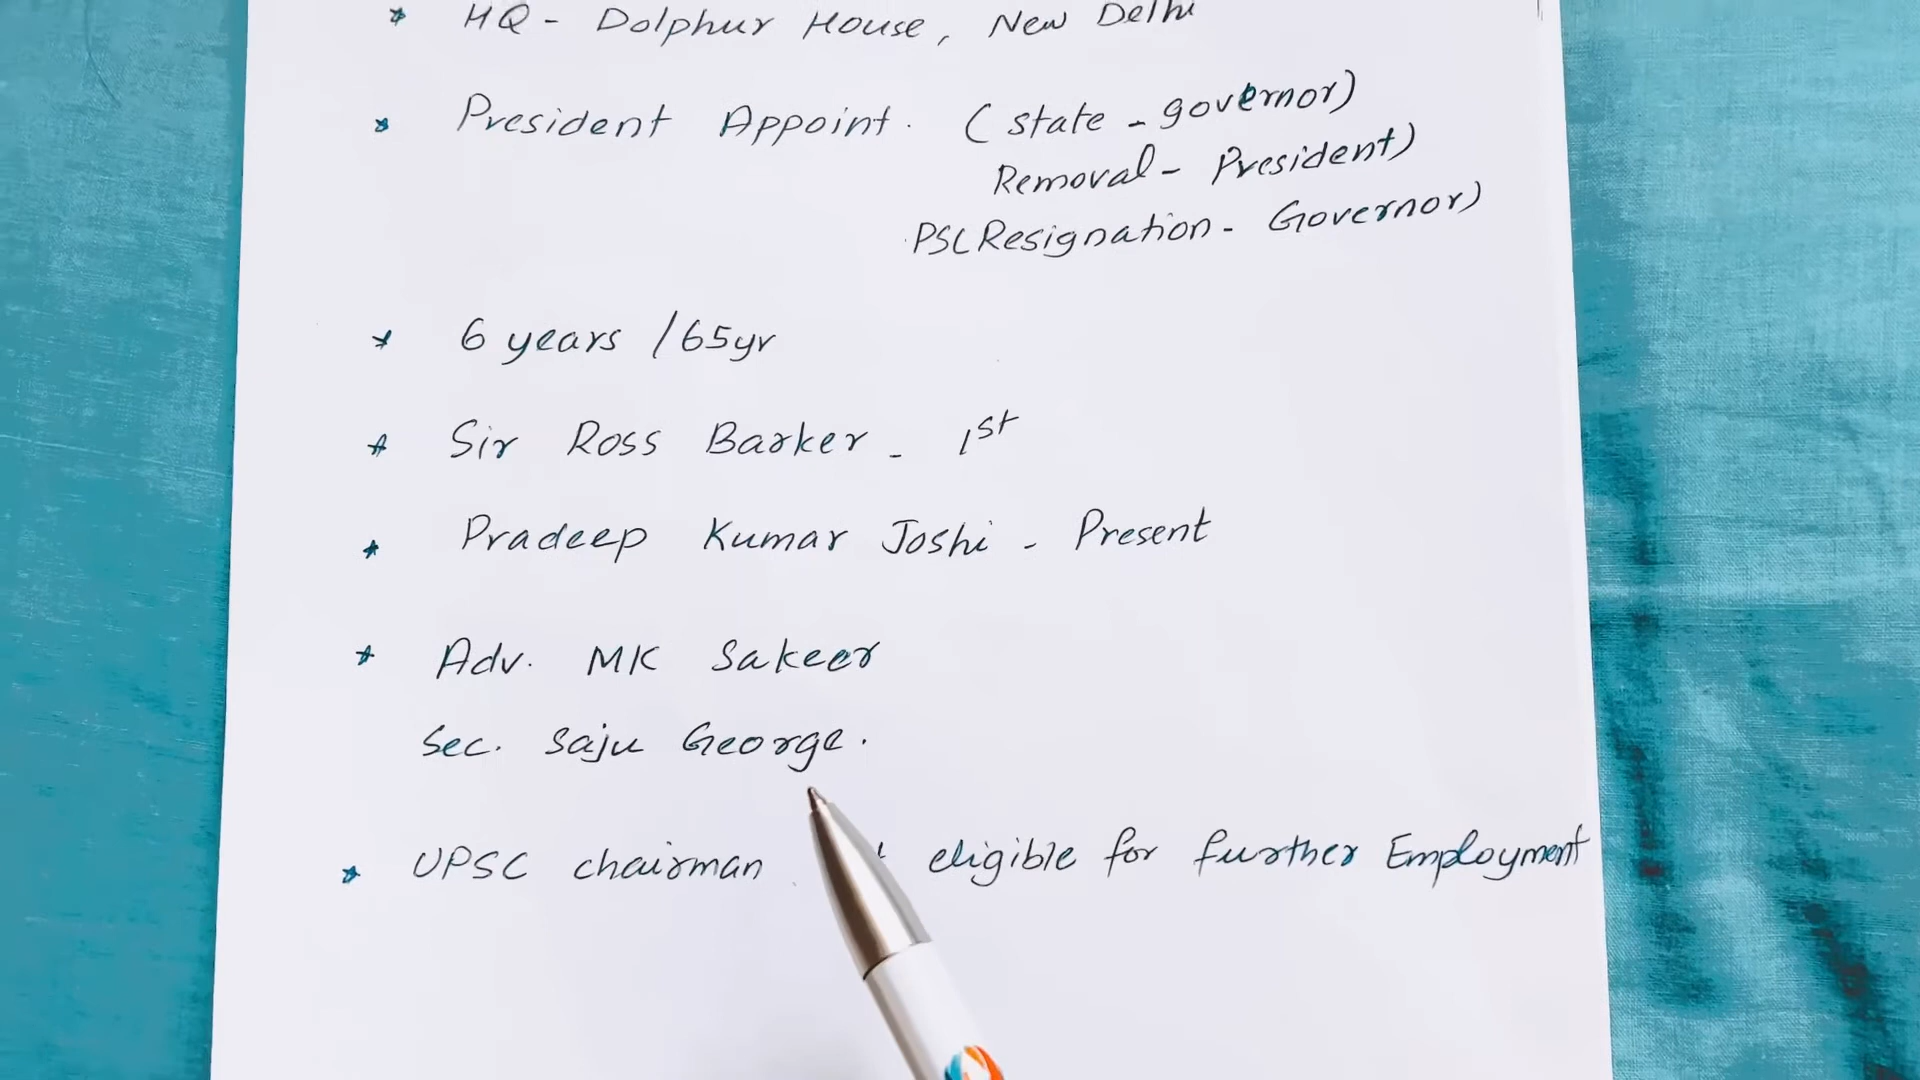 * HQ - Dolphur House, New Delhi
* President Appoint. (state - governor)
Removal - President)
PSC Resignation - Governor)
* 6 years / 65yr
* Sir Ross Barker - 1st
* Pradeep Kumar Joshi - Present
* Adv. MK Sakeer
Sec. Saju George.
* UPSC chairman eligible for further Employment